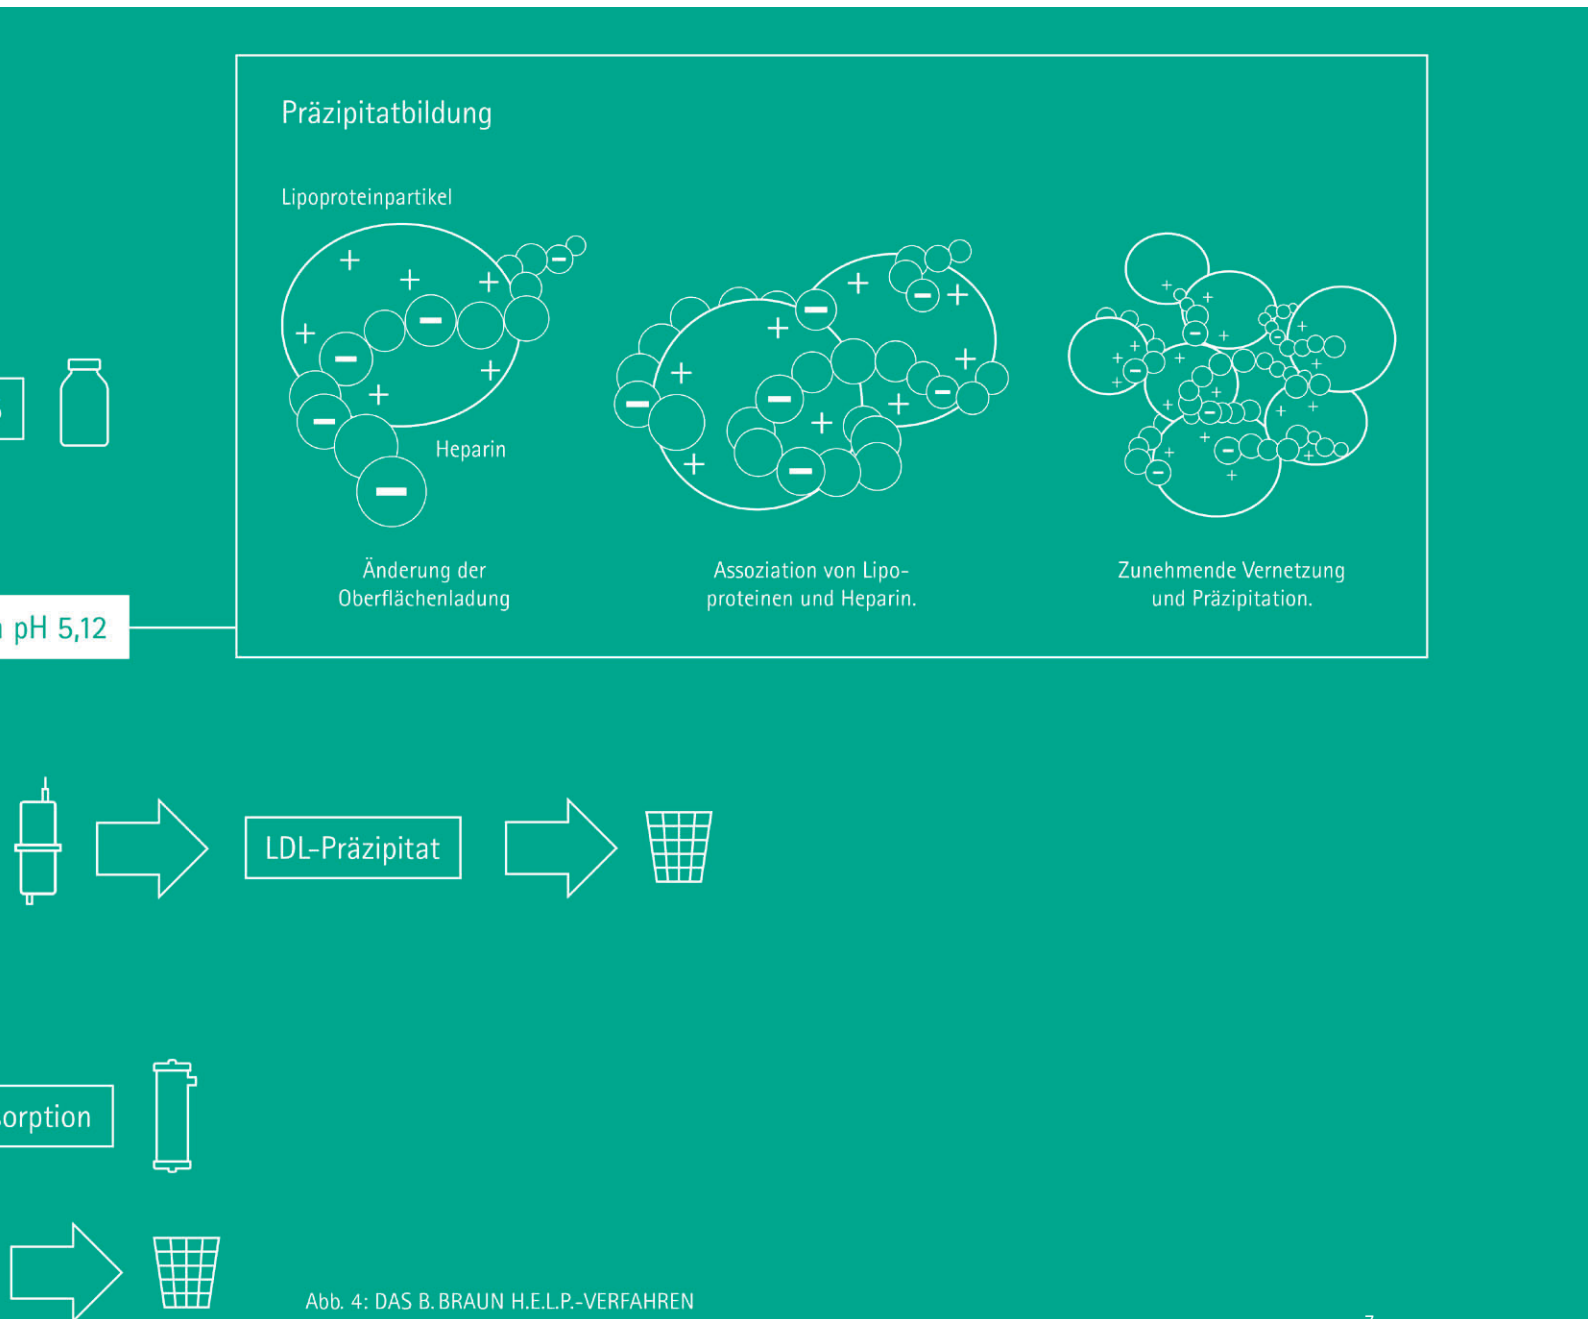 Präzipitatbildung
Lipoproteinpartikel
Heparin
Änderung der
Oberflächenladung
Assoziation von Lipo-
proteinen und Heparin.
Zunehmende Vernetzung
und Präzipitation.
pH 5,12
LDL-Präzipitat
sorption
Abb. 4: DAS B. BRAUN H.E.L.P.-VERFAHREN